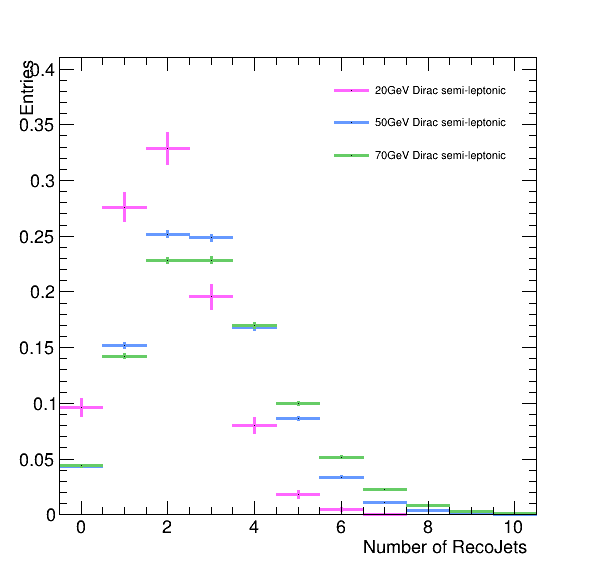 Entries
0.4
0.35
0.3
0.25
0.2
0.15
0.1
0.05
0
20GeV Dirac semi-leptonic
50GeV Dirac semi-leptonic
70GeV Dirac semi-leptonic
0 2 4 6 8 10
Number of RecoJets